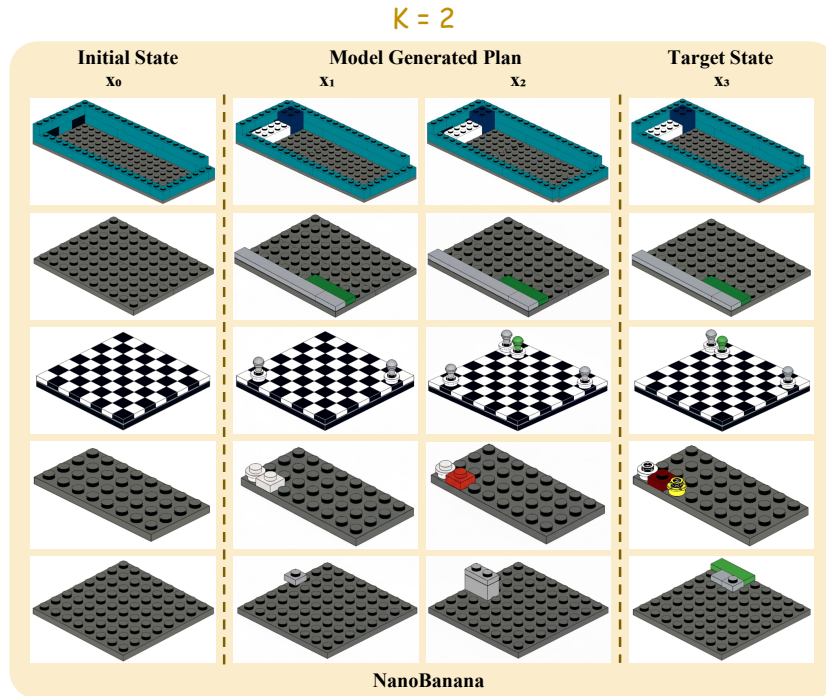 K = 2
Initial State
Model Generated Plan
Target State
x₀
x₁
x₂
x₃
NanoBanana